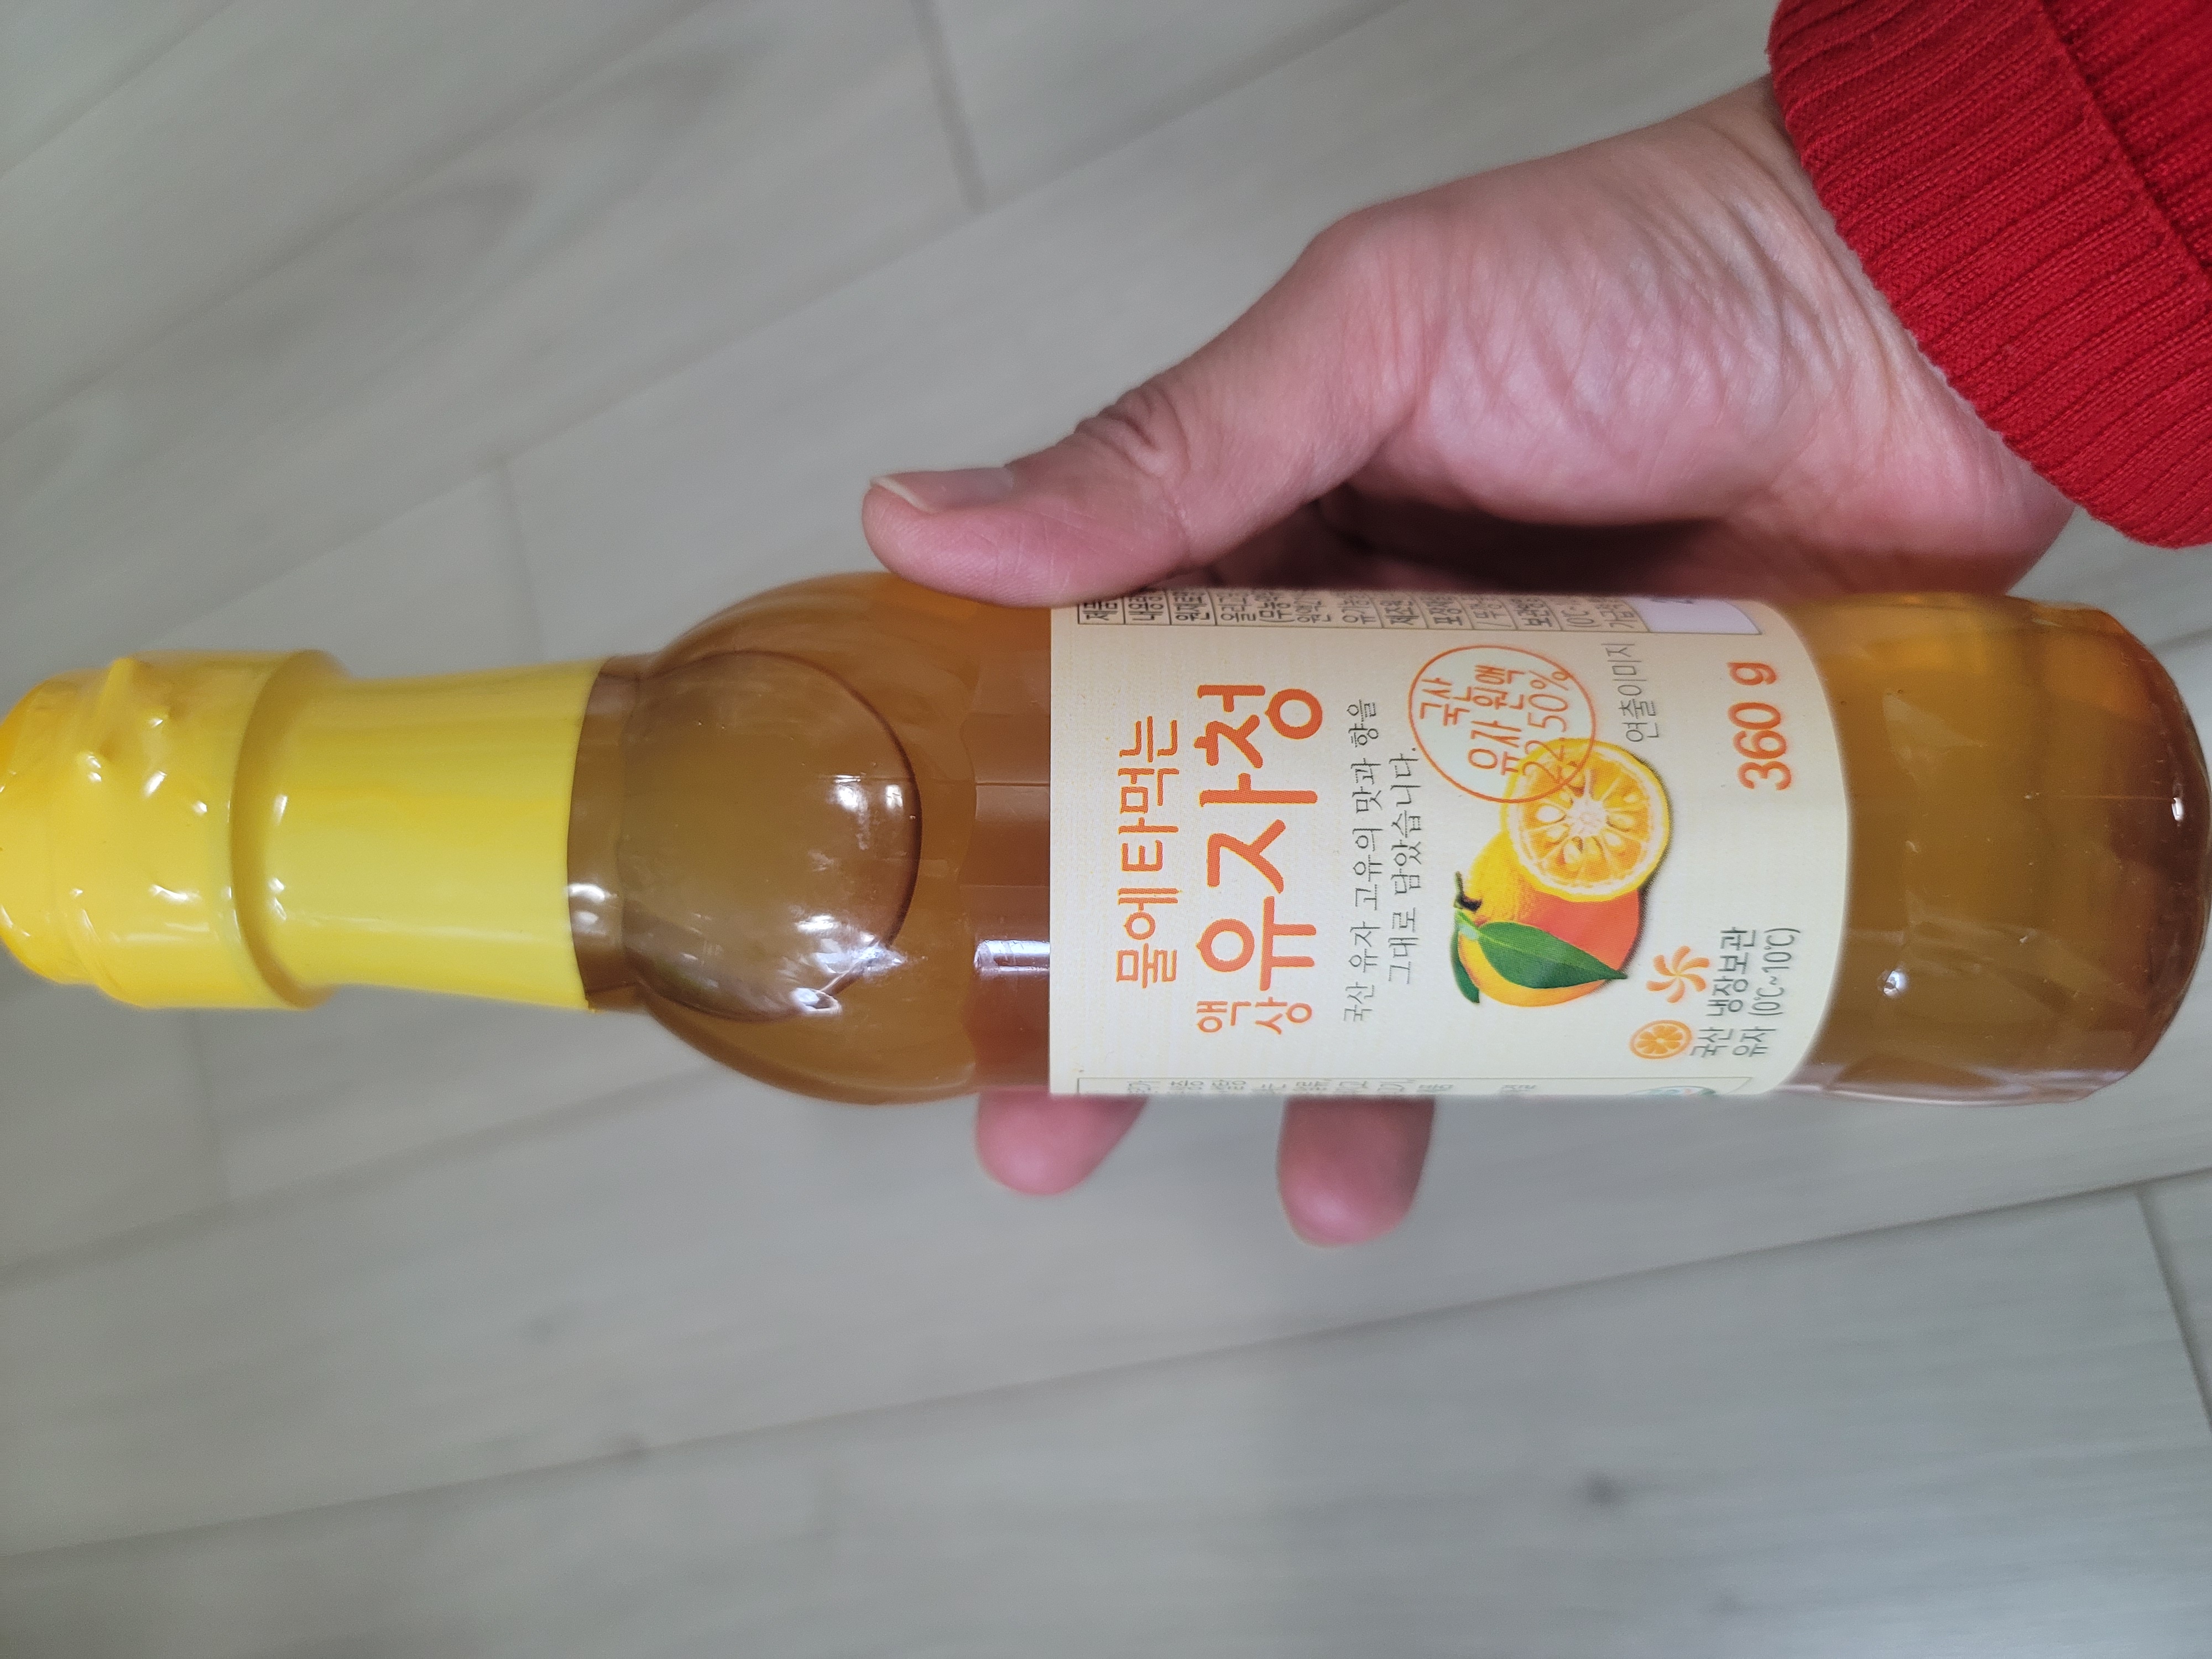 물에 타 먹는
액상 유자청
국산 유자 고유의 맛과 향을
그대로 담았습니다.
국산
유자 원액
22.50%
연출이미지
국산
유자
냉장보관
(0℃~10℃)
360 g